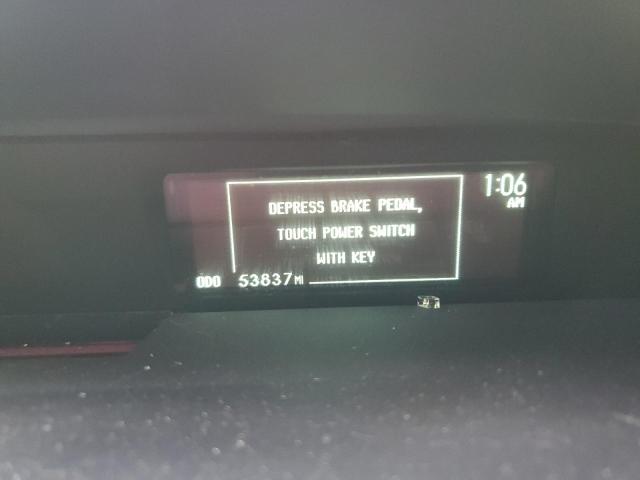 1:06
AM
DEPRESS BRAKE PEDAL,
TOUCH POWER SWITCH
WITH KEY
ODO 53837 MI